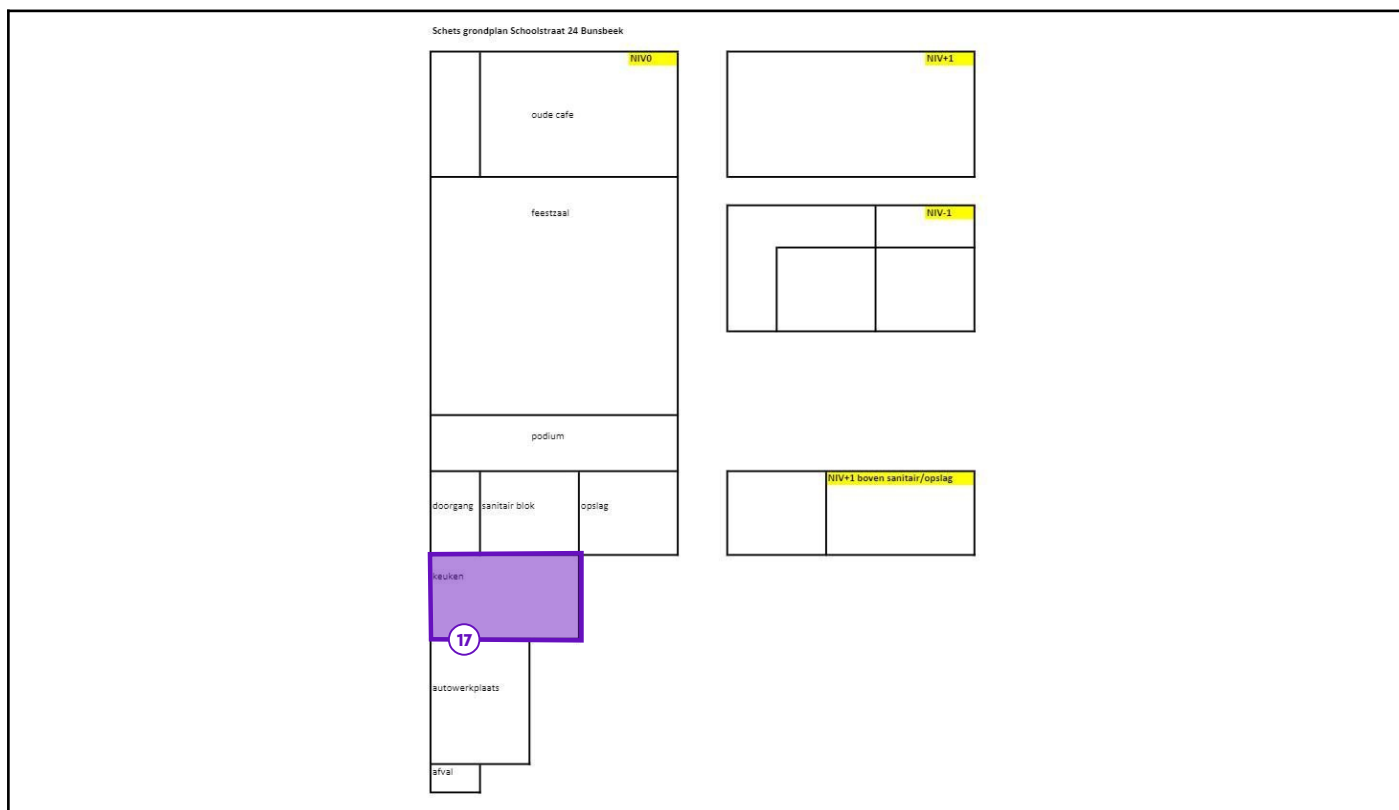 Schets grondplan Schoolstraat 24 Bunsbeek
NIV0
NIV+1
oude cafe
feestzaal
NIV-1
podium
NIV+1 boven sanitair/opslag
doorgang
sanitair blok
opslag
keuken
17
autowerkplaats
afval